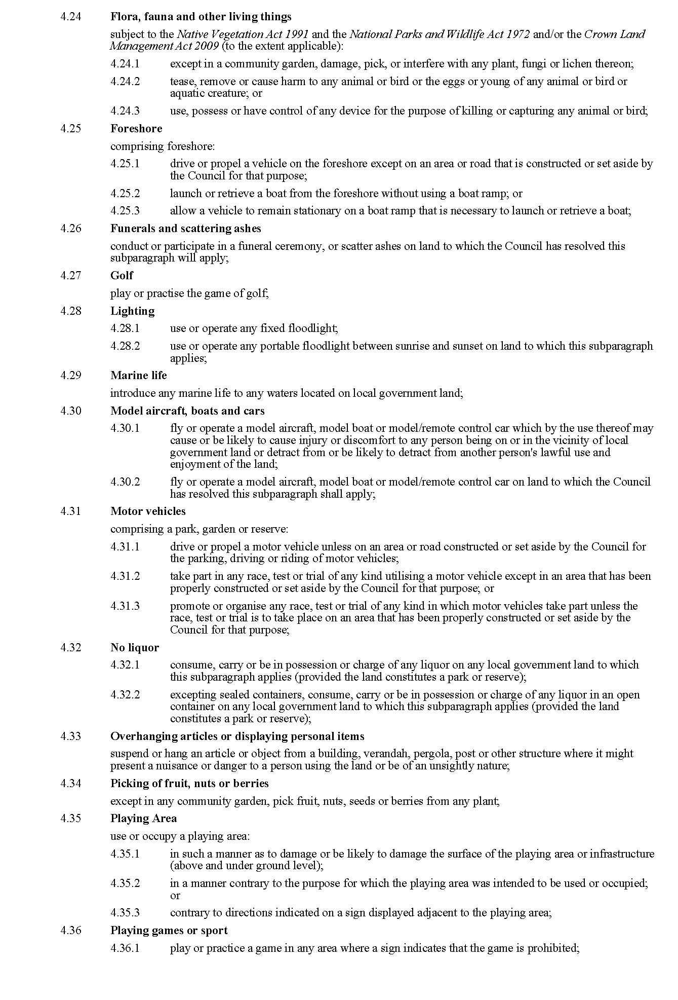 4.24 Flora, fauna and other living things
subject to the Native Vegetation Act 1991 and the National Parks and Wildlife Act 1972 and/or the Crown Land
Management Act 2009 (to the extent applicable):
4.24.1 except in a community garden, damage, pick, or interfere with any plant, fungi or lichen thereon;
4.24.2 tease, remove or cause harm to any animal or bird or the eggs or young of any animal or bird or
aquatic creature; or
4.24.3 use, possess or have control of any device for the purpose of killing or capturing any animal or bird;
4.25 Foreshore
comprising foreshore:
4.25.1 drive or propel a vehicle on the foreshore except on an area or road that is constructed or set aside by
the Council for that purpose;
4.25.2 launch or retrieve a boat from the foreshore without using a boat ramp; or
4.25.3 allow a vehicle to remain stationary on a boat ramp that is necessary to launch or retrieve a boat;
4.26 Funerals and scattering ashes
conduct or participate in a funeral ceremony, or scatter ashes on land to which the Council has resolved this
subparagraph will apply;
4.27 Golf
play or practise the game of golf;
4.28 Lighting
4.28.1 use or operate any fixed floodlight;
4.28.2 use or operate any portable floodlight between sunrise and sunset on land to which this subparagraph
applies;
4.29 Marine life
introduce any marine life to any waters located on local government land;
4.30 Model aircraft, boats and cars
4.30.1 fly or operate a model aircraft, model boat or model/remote control car which by the use thereof may
cause or be likely to cause injury or discomfort to any person being on or in the vicinity of local
government land or detract from or be likely to detract from another person's lawful use and
enjoyment of the land;
4.30.2 fly or operate a model aircraft, model boat or model/remote control car on land to which the Council
has resolved this subparagraph shall apply;
4.31 Motor vehicles
comprising a park, garden or reserve:
4.31.1 drive or propel a motor vehicle unless on an area or road constructed or set aside by the Council for
the parking, driving or riding of motor vehicles;
4.31.2 take part in any race, test or trial of any kind utilising a motor vehicle except in an area that has been
properly constructed or set aside by the Council for that purpose; or
4.31.3 promote or organise any race, test or trial of any kind in which motor vehicles take part unless the
race, test or trial is to take place on an area that has been properly constructed or set aside by the
Council for that purpose;
4.32 No liquor
4.32.1 consume, carry or be in possession or charge of any liquor on any local government land to which
this subparagraph applies (provided the land constitutes a park or reserve);
4.32.2 excepting sealed containers, consume, carry or be in possession or charge of any liquor in an open
container on any local government land to which this subparagraph applies (provided the land
constitutes a park or reserve);
4.33 Overhanging articles or displaying personal items
suspend or hang an article or object from a building, verandah, pergola, post or other structure where it might
present a nuisance or danger to a person using the land or be of an unsightly nature;
4.34 Picking of fruit, nuts or berries
except in any community garden, pick fruit, nuts, seeds or berries from any plant;
4.35 Playing Area
use or occupy a playing area:
4.35.1 in such a manner as to damage or be likely to damage the surface of the playing area or infrastructure
(above and under ground level);
4.35.2 in a manner contrary to the purpose for which the playing area was intended to be used or occupied;
or
4.35.3 contrary to directions indicated on a sign displayed adjacent to the playing area;
4.36 Playing games or sport
4.36.1 play or practice a game in any area where a sign indicates that the game is prohibited;